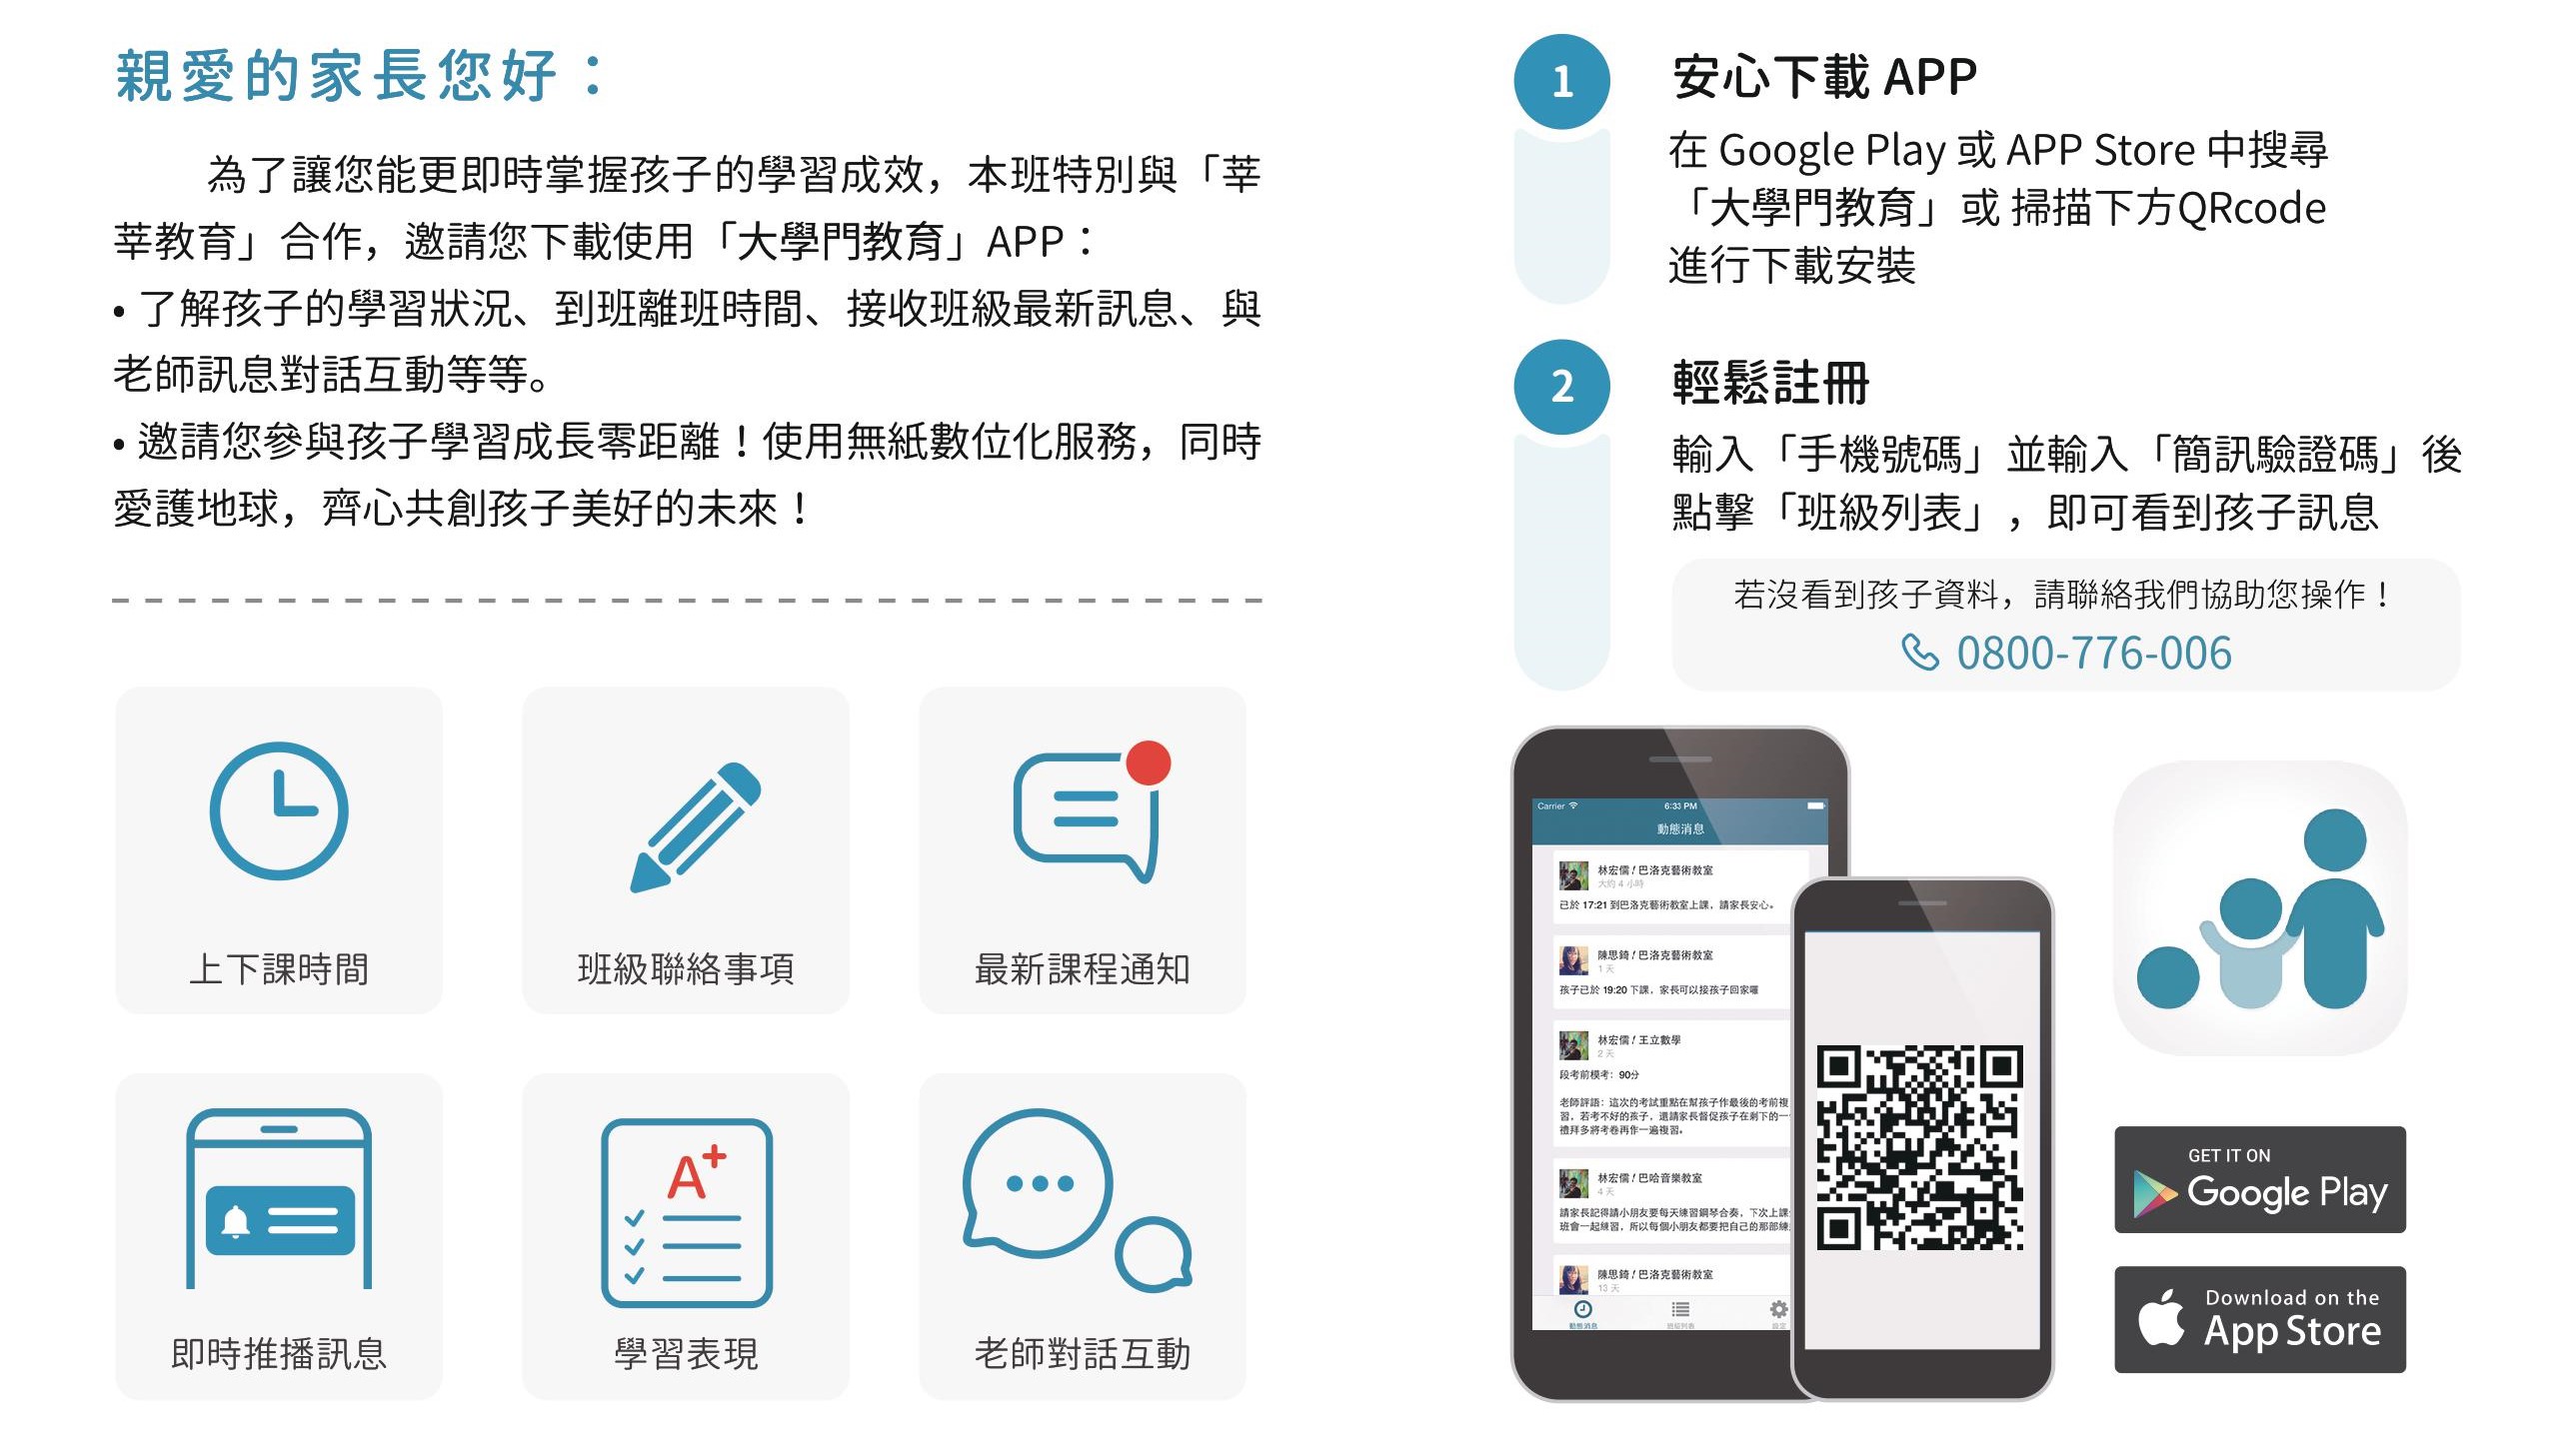 親愛的家長您好：
為了讓您能更即時掌握孩子的學習成效，本班特別與「莘
莘教育」合作，邀請您下載使用「大學門教育」APP：
• 了解孩子的學習狀況、到班離班時間、接收班級最新訊息、與
老師訊息對話互動等等。
• 邀請您參與孩子學習成長零距離！使用無紙數位化服務，同時
愛護地球，齊心共創孩子美好的未來！
上下課時間
班級聯絡事項
最新課程通知
即時推播訊息
A+
學習表現
老師對話互動
1
安心下載 APP
在 Google Play 或 APP Store 中搜尋
「大學門教育」或 掃描下方QRcode
進行下載安裝
2
輕鬆註冊
輸入「手機號碼」並輸入「簡訊驗證碼」後
點擊「班級列表」，即可看到孩子訊息
若沒看到孩子資料，請聯絡我們協助您操作！
0800-776-006
Carrier 6:33 PM
動態消息
林宏儒 / 巴洛克藝術教室
大約 4 小時
已於 17:21 到巴洛克藝術教室上課，請家長安心。
陳思錡 / 巴洛克藝術教室
1 天
孩子已於 19:20 下課，家長可以接孩子回家囉
林宏儒 / 王立數學
2 天
段考前模考：90分
老師評語：這次的考試重點在幫孩子作最後的考前複
習，若考不好的孩子，還請家長督促孩子在剩下的一
禮拜多將考卷再作一遍複習。
林宏儒 / 巴哈音樂教室
4 天
請家長記得請小朋友要每天練習鋼琴合奏，下次上課
班會一起練習，所以每個小朋友都要把自己的那部練
陳思錡 / 巴洛克藝術教室
13 天
動態消息
班級列表
設定
GET IT ON
Google Play
Download on the
App Store